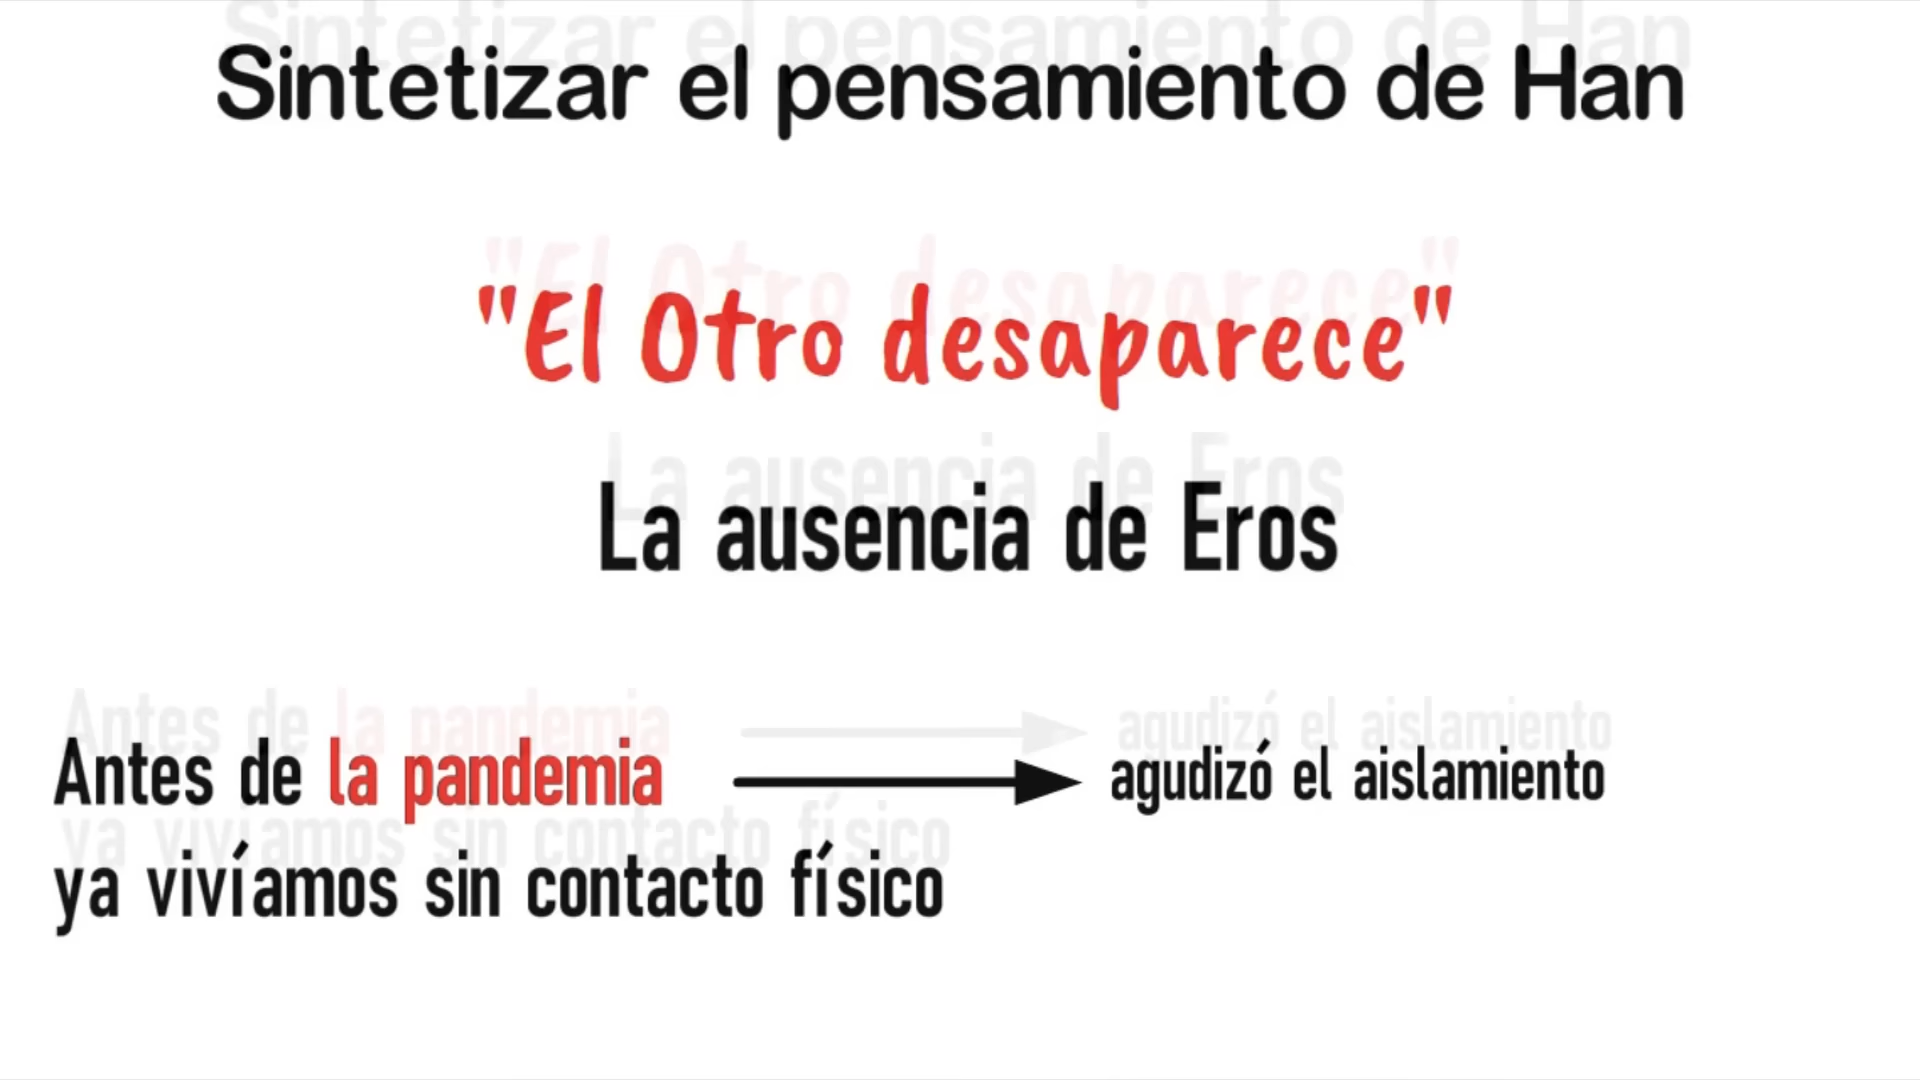 Sintetizar el pensamiento de Han
"El Otro desaparece"
La ausencia de Eros
Antes de la pandemia
agudizó el aislamiento
ya vivíamos sin contacto físico